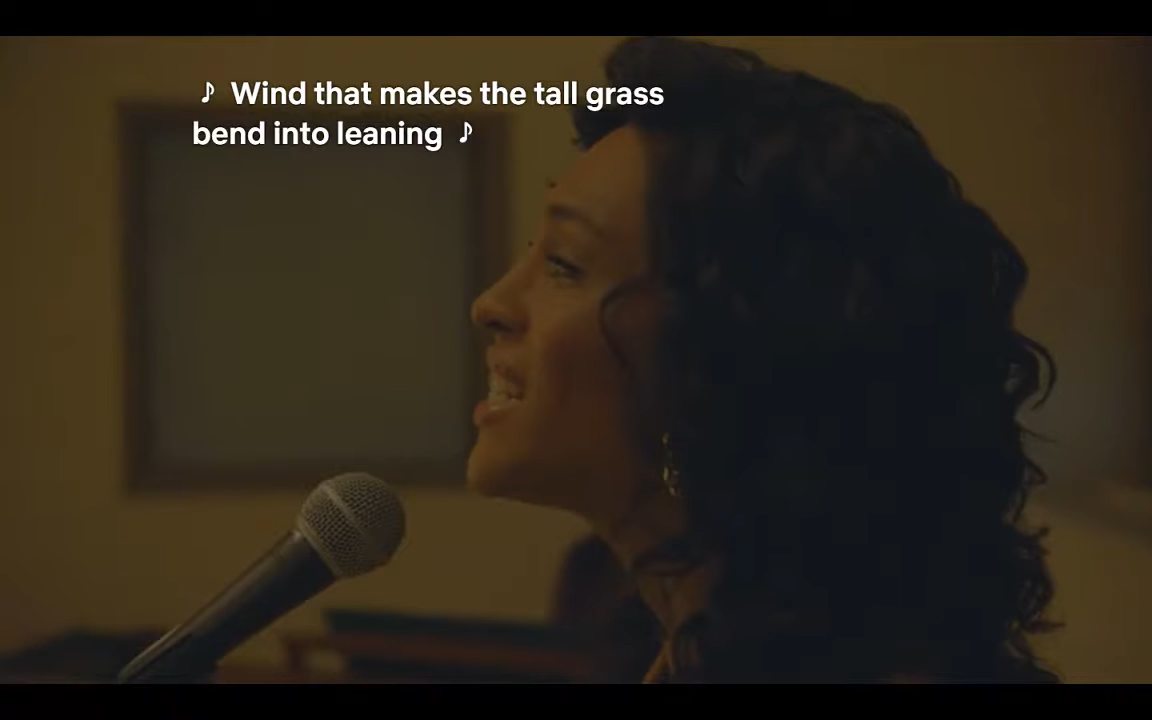 ♪ Wind that makes the tall grass
bend into leaning ♪